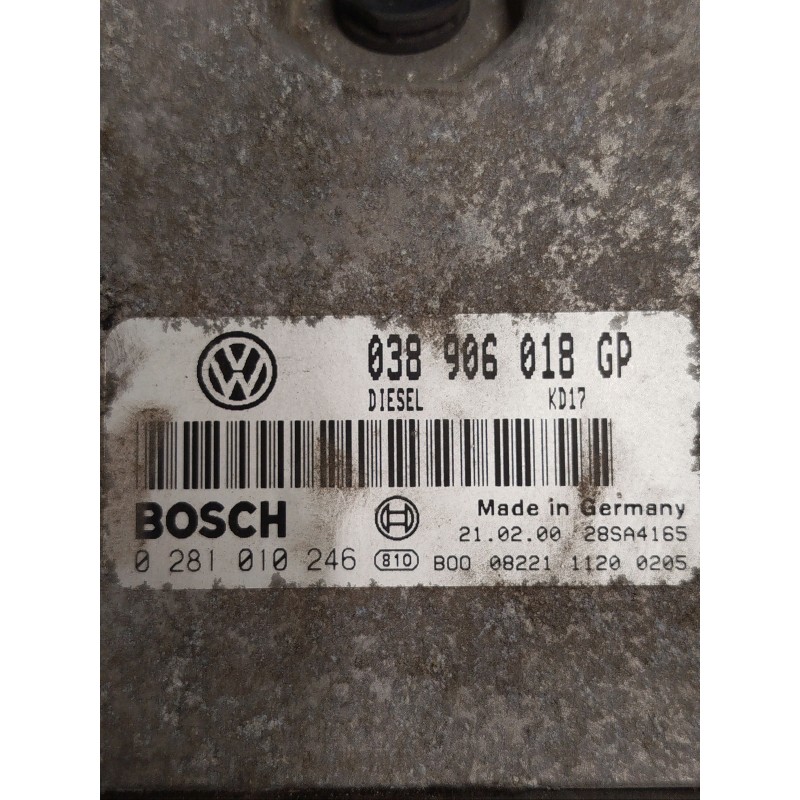 038 906 018 GP
DIESEL KD17
BOSCH Made in Germany
21.02.00 28SA4165
0 281 010 246 810 B00 08221 1120 0205